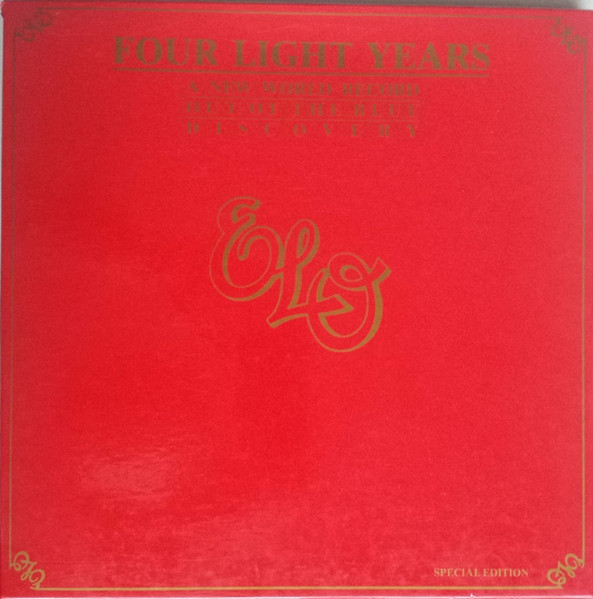 FOUR LIGHT YEARS
A NEW WORLD RECORD
OUT OF THE BLUE
DISCOVERY
ELO
SPECIAL EDITION